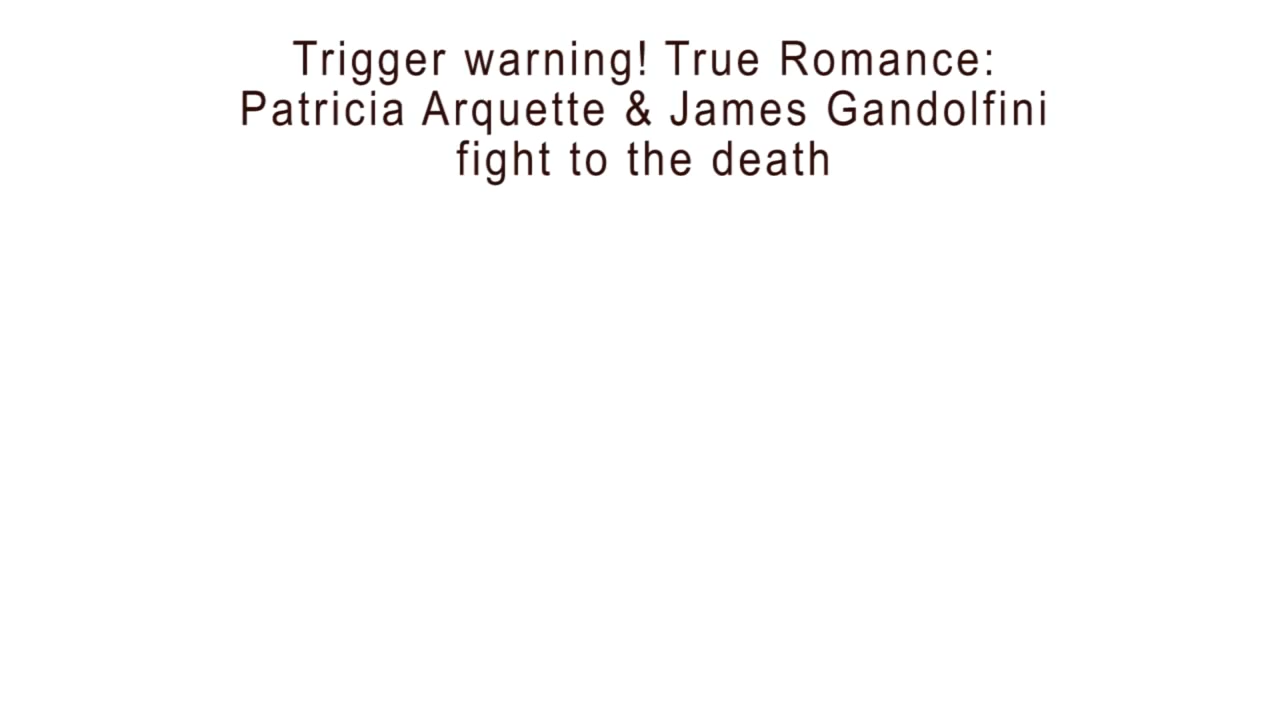 Trigger warning! True Romance:
Patricia Arquette & James Gandolfini
fight to the death